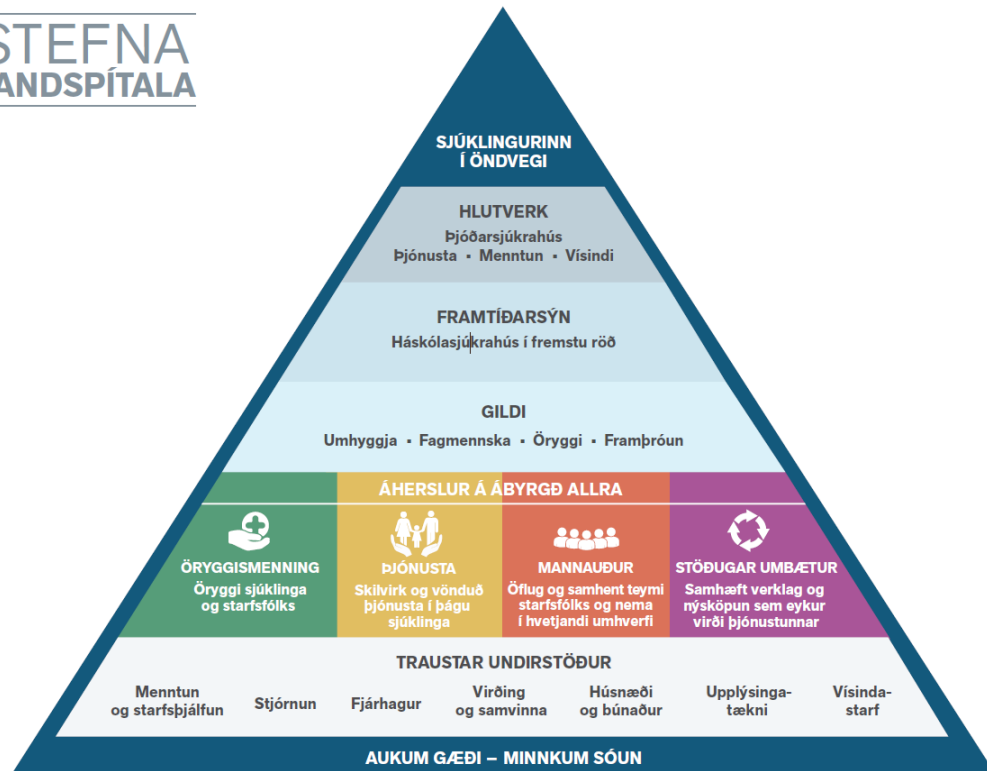 STEFNA
ANDSPÍTALA
SJÚKLINGURINN
Í ÖNDVEGI
HLUTVERK
Þjóðarsjúkrahús
Þjónusta ▪ Menntun ▪ Vísindi
FRAMTÍÐARSÝN
Háskólasjúkrahús í fremstu röð
GILDI
Umhyggja ▪ Fagmennska ▪ Öryggi ▪ Framþróun
ÁHERSLUR Á ÁBYRGÐ ALLRA
ÖRYGGISMENNING
Öryggi sjúklinga
og starfsfólks
ÞJÓNUSTA
Skilvirk og vönduð
þjónusta í þágu
sjúklinga
MANNAUÐUR
Öflug og samhent teymi
starfsfólks og nema
í hvetjandi umhverfi
STÖÐUGAR UMBÆTUR
Samhæft verklag og
nýsköpun sem eykur
virði þjónustunnar
TRAUSTAR UNDIRSTÖÐUR
Menntun
og starfsþjálfun
Stjórnun
Fjárhagur
Virðing
og samvinna
Húsnæði
og búnaður
Upplýsinga-
tækni
Vísinda-
starf
AUKUM GÆÐI – MINNKUM SÓUN